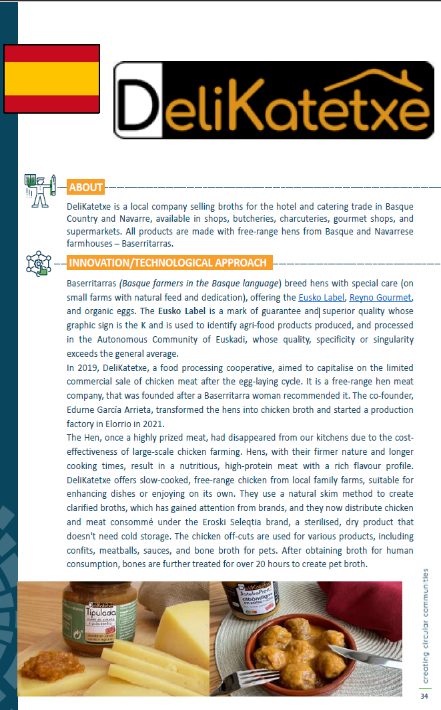 DeliKatetxe
ABOUT
DeliKatetxe is a local company selling broths for the hotel and catering trade in Basque
Country and Navarre, available in shops, butcheries, charcuteries, gourmet shops, and
supermarkets. All products are made with free-range hens from Basque and Navarrese
farmhouses – Baserritarras.
INNOVATION/TECHNOLOGICAL APPROACH
Baserritarras (Basque farmers in the Basque language) breed hens with special care (on
small farms with natural feed and dedication), offering the Eusko Label, Reyno Gourmet,
and organic eggs. The Eusko Label is a mark of guarantee and superior quality whose
graphic sign is the K and is used to identify agri-food products produced, and processed
in the Autonomous Community of Euskadi, whose quality, specificity or singularity
exceeds the general average.
In 2019, DeliKatetxe, a food processing cooperative, aimed to capitalise on the limited
commercial sale of chicken meat after the egg-laying cycle. It is a free-range hen meat
company, that was founded after a Baserritarra woman recommended it. The co-founder,
Edurne García Arrieta, transformed the hens into chicken broth and started a production
factory in Elorrio in 2021.
The Hen, once a highly prized meat, had disappeared from our kitchens due to the cost-
effectiveness of large-scale chicken farming. Hens, with their firmer nature and longer
cooking times, result in a nutritious, high-protein meat with a rich flavour profile.
DeliKatetxe offers slow-cooked, free-range chicken from local family farms, suitable for
enhancing dishes or enjoying on its own. They use a natural skim method to create
clarified broths, which has gained attention from brands, and they now distribute chicken
and meat consommé under the Eroski Seleqtia brand, a sterilised, dry product that
doesn't need cold storage. The chicken off-cuts are used for various products, including
confits, meatballs, sauces, and bone broth for pets. After obtaining broth for human
consumption, bones are further treated for over 20 hours to create pet broth.
Tipulada
creating circular communities
34